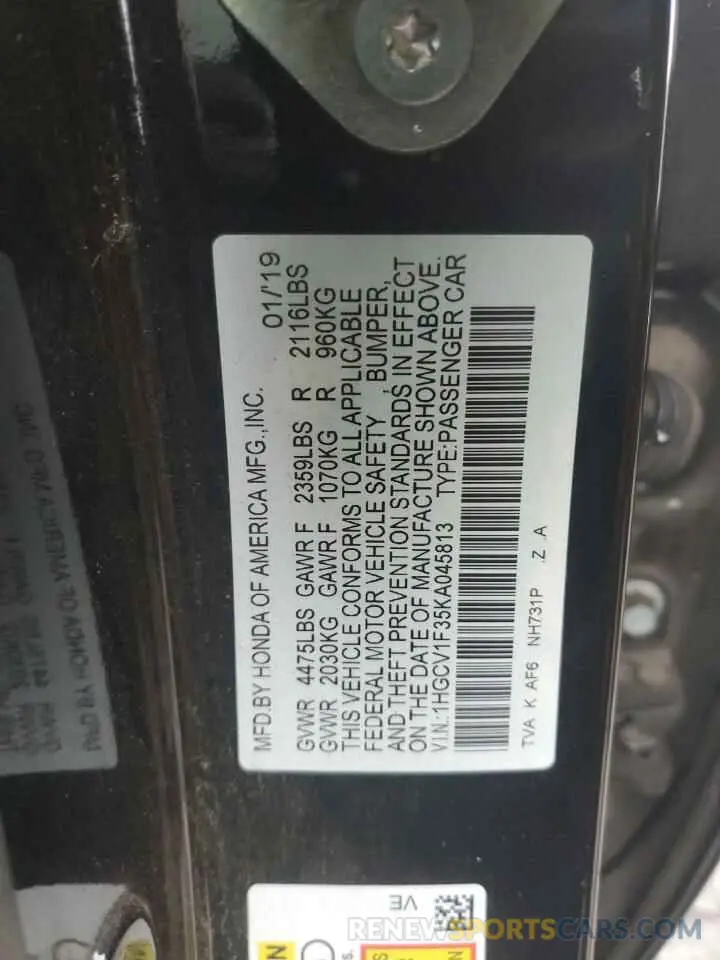 MFD.BY HONDA OF AMERICA MFG.,INC. 01/'19
GVWR 4475LBS GAWR F 2359LBS R 2116LBS
GVWR 2030KG GAWR F 1070KG R 960KG
THIS VEHICLE CONFORMS TO ALL APPLICABLE
FEDERAL MOTOR VEHICLE SAFETY , BUMPER,
AND THEFT PREVENTION STANDARDS IN EFFECT
ON THE DATE OF MANUFACTURE SHOWN ABOVE.
V.I.N.:1HGCV1F35KA045813 TYPE:PASSENGER CAR
TVA K AF6 NH731P .Z .A
VE
RENEWSPORTSCARS.COM